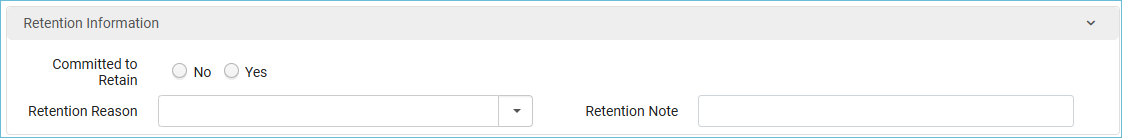 Retention Information
Committed to
Retain
No Yes
Retention Reason
Retention Note